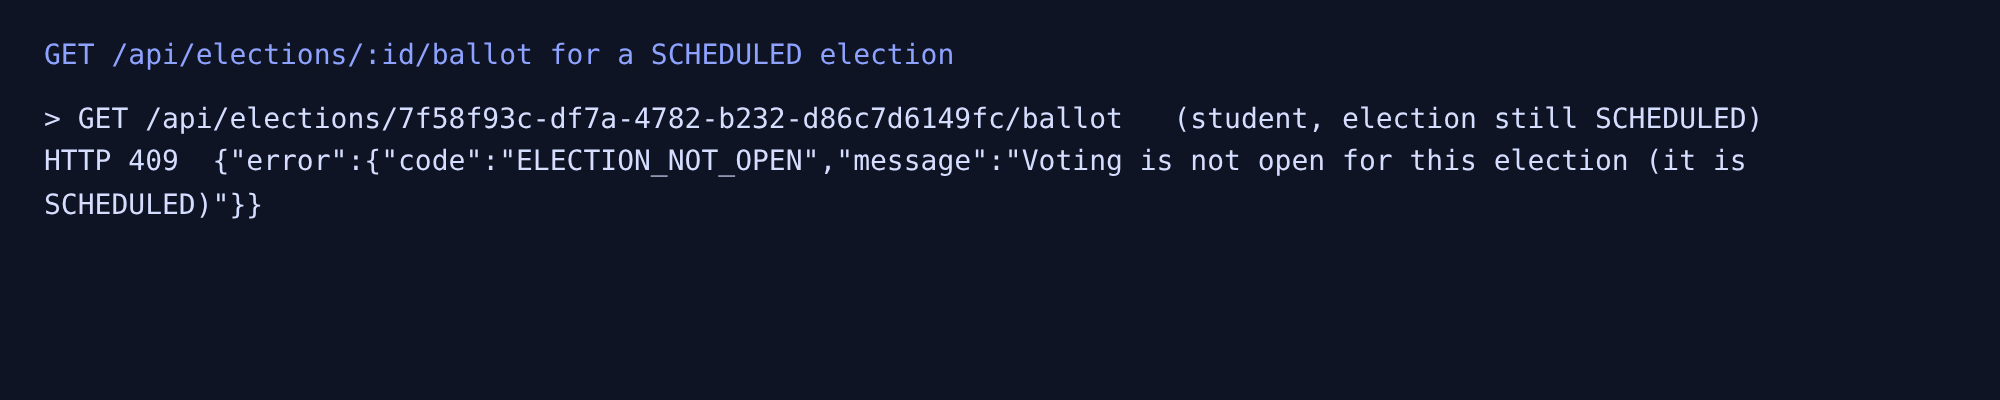 GET /api/elections/:id/ballot for a SCHEDULED election
> GET /api/elections/7f58f93c-df7a-4782-b232-d86c7d6149fc/ballot   (student, election still SCHEDULED)
HTTP 409  {"error":{"code":"ELECTION_NOT_OPEN","message":"Voting is not open for this election (it is
SCHEDULED)"}}